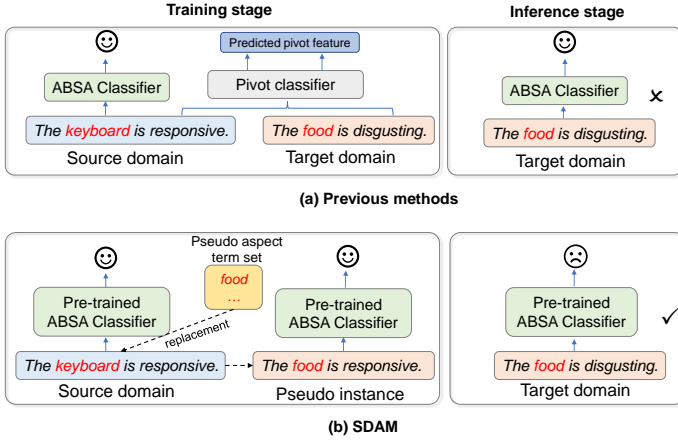 Training stage
Inference stage
Predicted pivot feature
ABSA Classifier
Pivot classifier
ABSA Classifier
The keyboard is responsive.
The food is disgusting.
The food is disgusting.
Source domain
Target domain
Target domain
(a) Previous methods
Pseudo aspect
term set
food
...
Pre-trained
ABSA Classifier
Pre-trained
ABSA Classifier
Pre-trained
ABSA Classifier
replacement
The keyboard is responsive.
The food is responsive.
The food is disgusting.
Source domain
Pseudo instance
Target domain
(b) SDAM